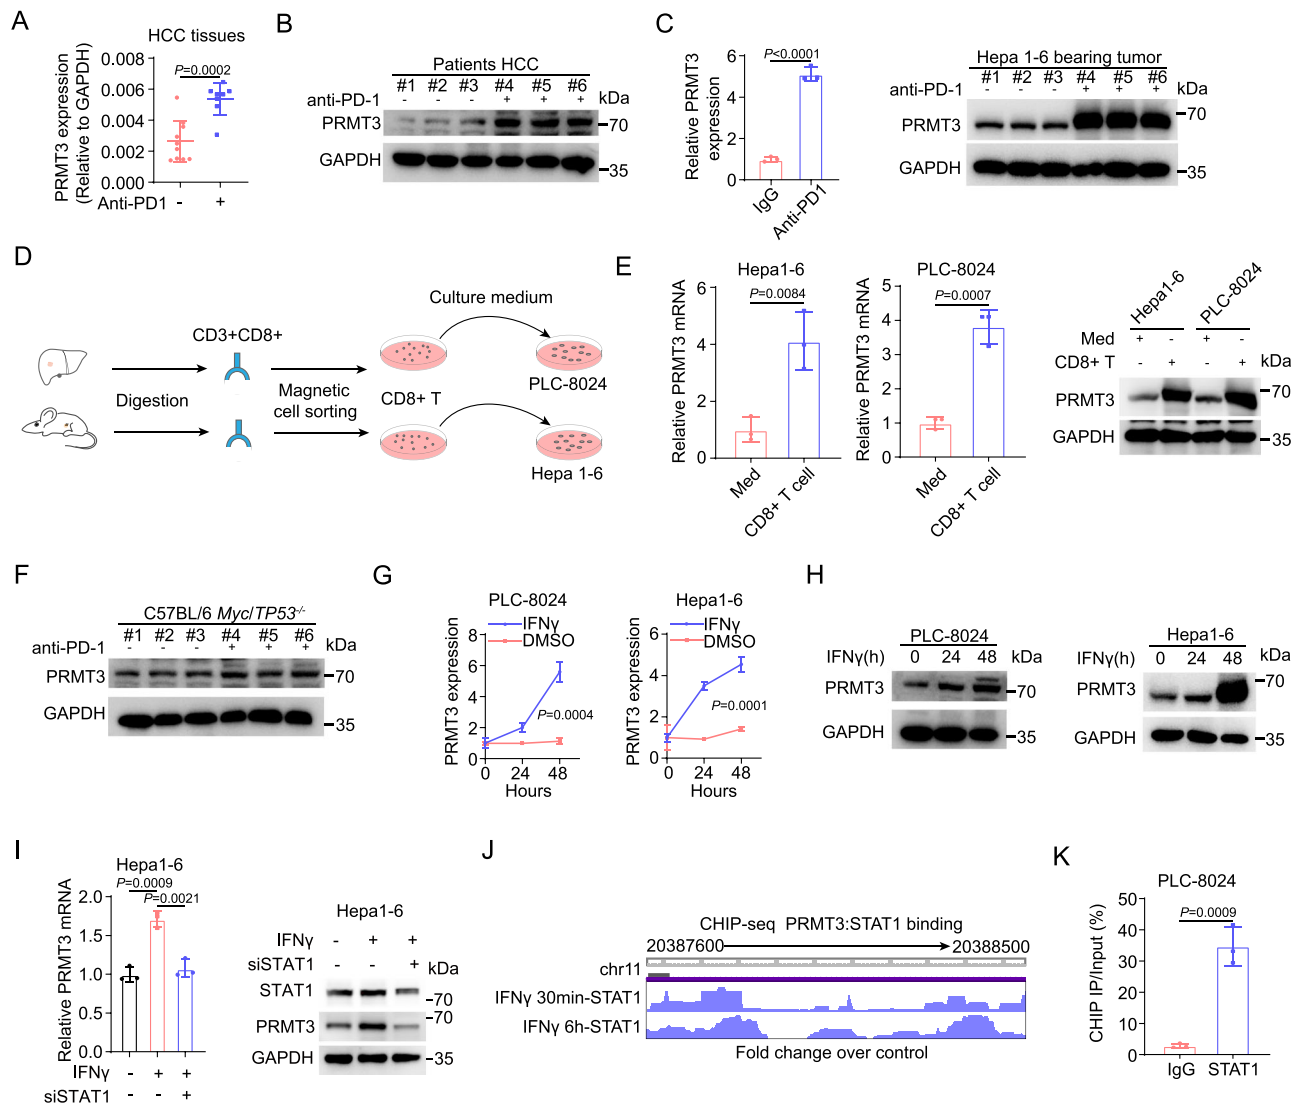 A
HCC tissues
PRMT3 expression
(Relative to GAPDH)
0.008
0.006
0.004
0.002
0.000
P=0.0002
Anti-PD1 - +
B
Patients HCC
#1 #2 #3 #4 #5 #6
anti-PD-1 - - - + + + kDa
PRMT3 70
GAPDH 35
C
Relative PRMT3
expression
6
4
2
0
P<0.0001
IgG
Anti-PD1
Hepa 1-6 bearing tumor
#1 #2 #3 #4 #5 #6
anti-PD-1 - - - + + + kDa
PRMT3 70
GAPDH 35
D
Culture medium
CD3+CD8+
Digestion
Magnetic
cell sorting
CD8+ T
PLC-8024
Hepa 1-6
E
Hepa1-6
Relative PRMT3 mRNA
6
4
2
0
P=0.0084
Med
CD8+ T cell
PLC-8024
Relative PRMT3 mRNA
5
4
3
2
1
0
P=0.0007
Med
CD8+ T cell
Hepa1-6
PLC-8024
Med + - + -
CD8+ T - + - + kDa
PRMT3 70
GAPDH 35
F
C57BL/6 Myc/TP53-/-
#1 #2 #3 #4 #5 #6
anti-PD-1 - - - + + + kDa
PRMT3 70
GAPDH 35
G
PLC-8024
IFNγ
DMSO
PRMT3 expression
8
6
4
2
0
P=0.0004
0 24 48
Hours
Hepa1-6
IFNγ
DMSO
PRMT3 expression
6
4
2
0
P=0.0001
0 24 48
Hours
H
PLC-8024
IFNγ(h) 0 24 48 kDa
PRMT3 70
GAPDH 35
Hepa1-6
IFNγ(h) 0 24 48 kDa
PRMT3 70
GAPDH 35
I
Hepa1-6
Relative PRMT3 mRNA
P=0.0009
P=0.0021
2.0
1.5
1.0
0.5
0.0
IFNγ - + +
siSTAT1 - - +
Hepa1-6
IFNγ - + +
siSTAT1 - - + kDa
STAT1 70
PRMT3 70
GAPDH 35
J
CHIP-seq PRMT3:STAT1 binding
20387600 20388500
chr11
IFNγ 30min-STAT1
IFNγ 6h-STAT1
Fold change over control
K
PLC-8024
CHIP IP/Input (%)
50
40
30
20
10
0
P=0.0009
IgG STAT1